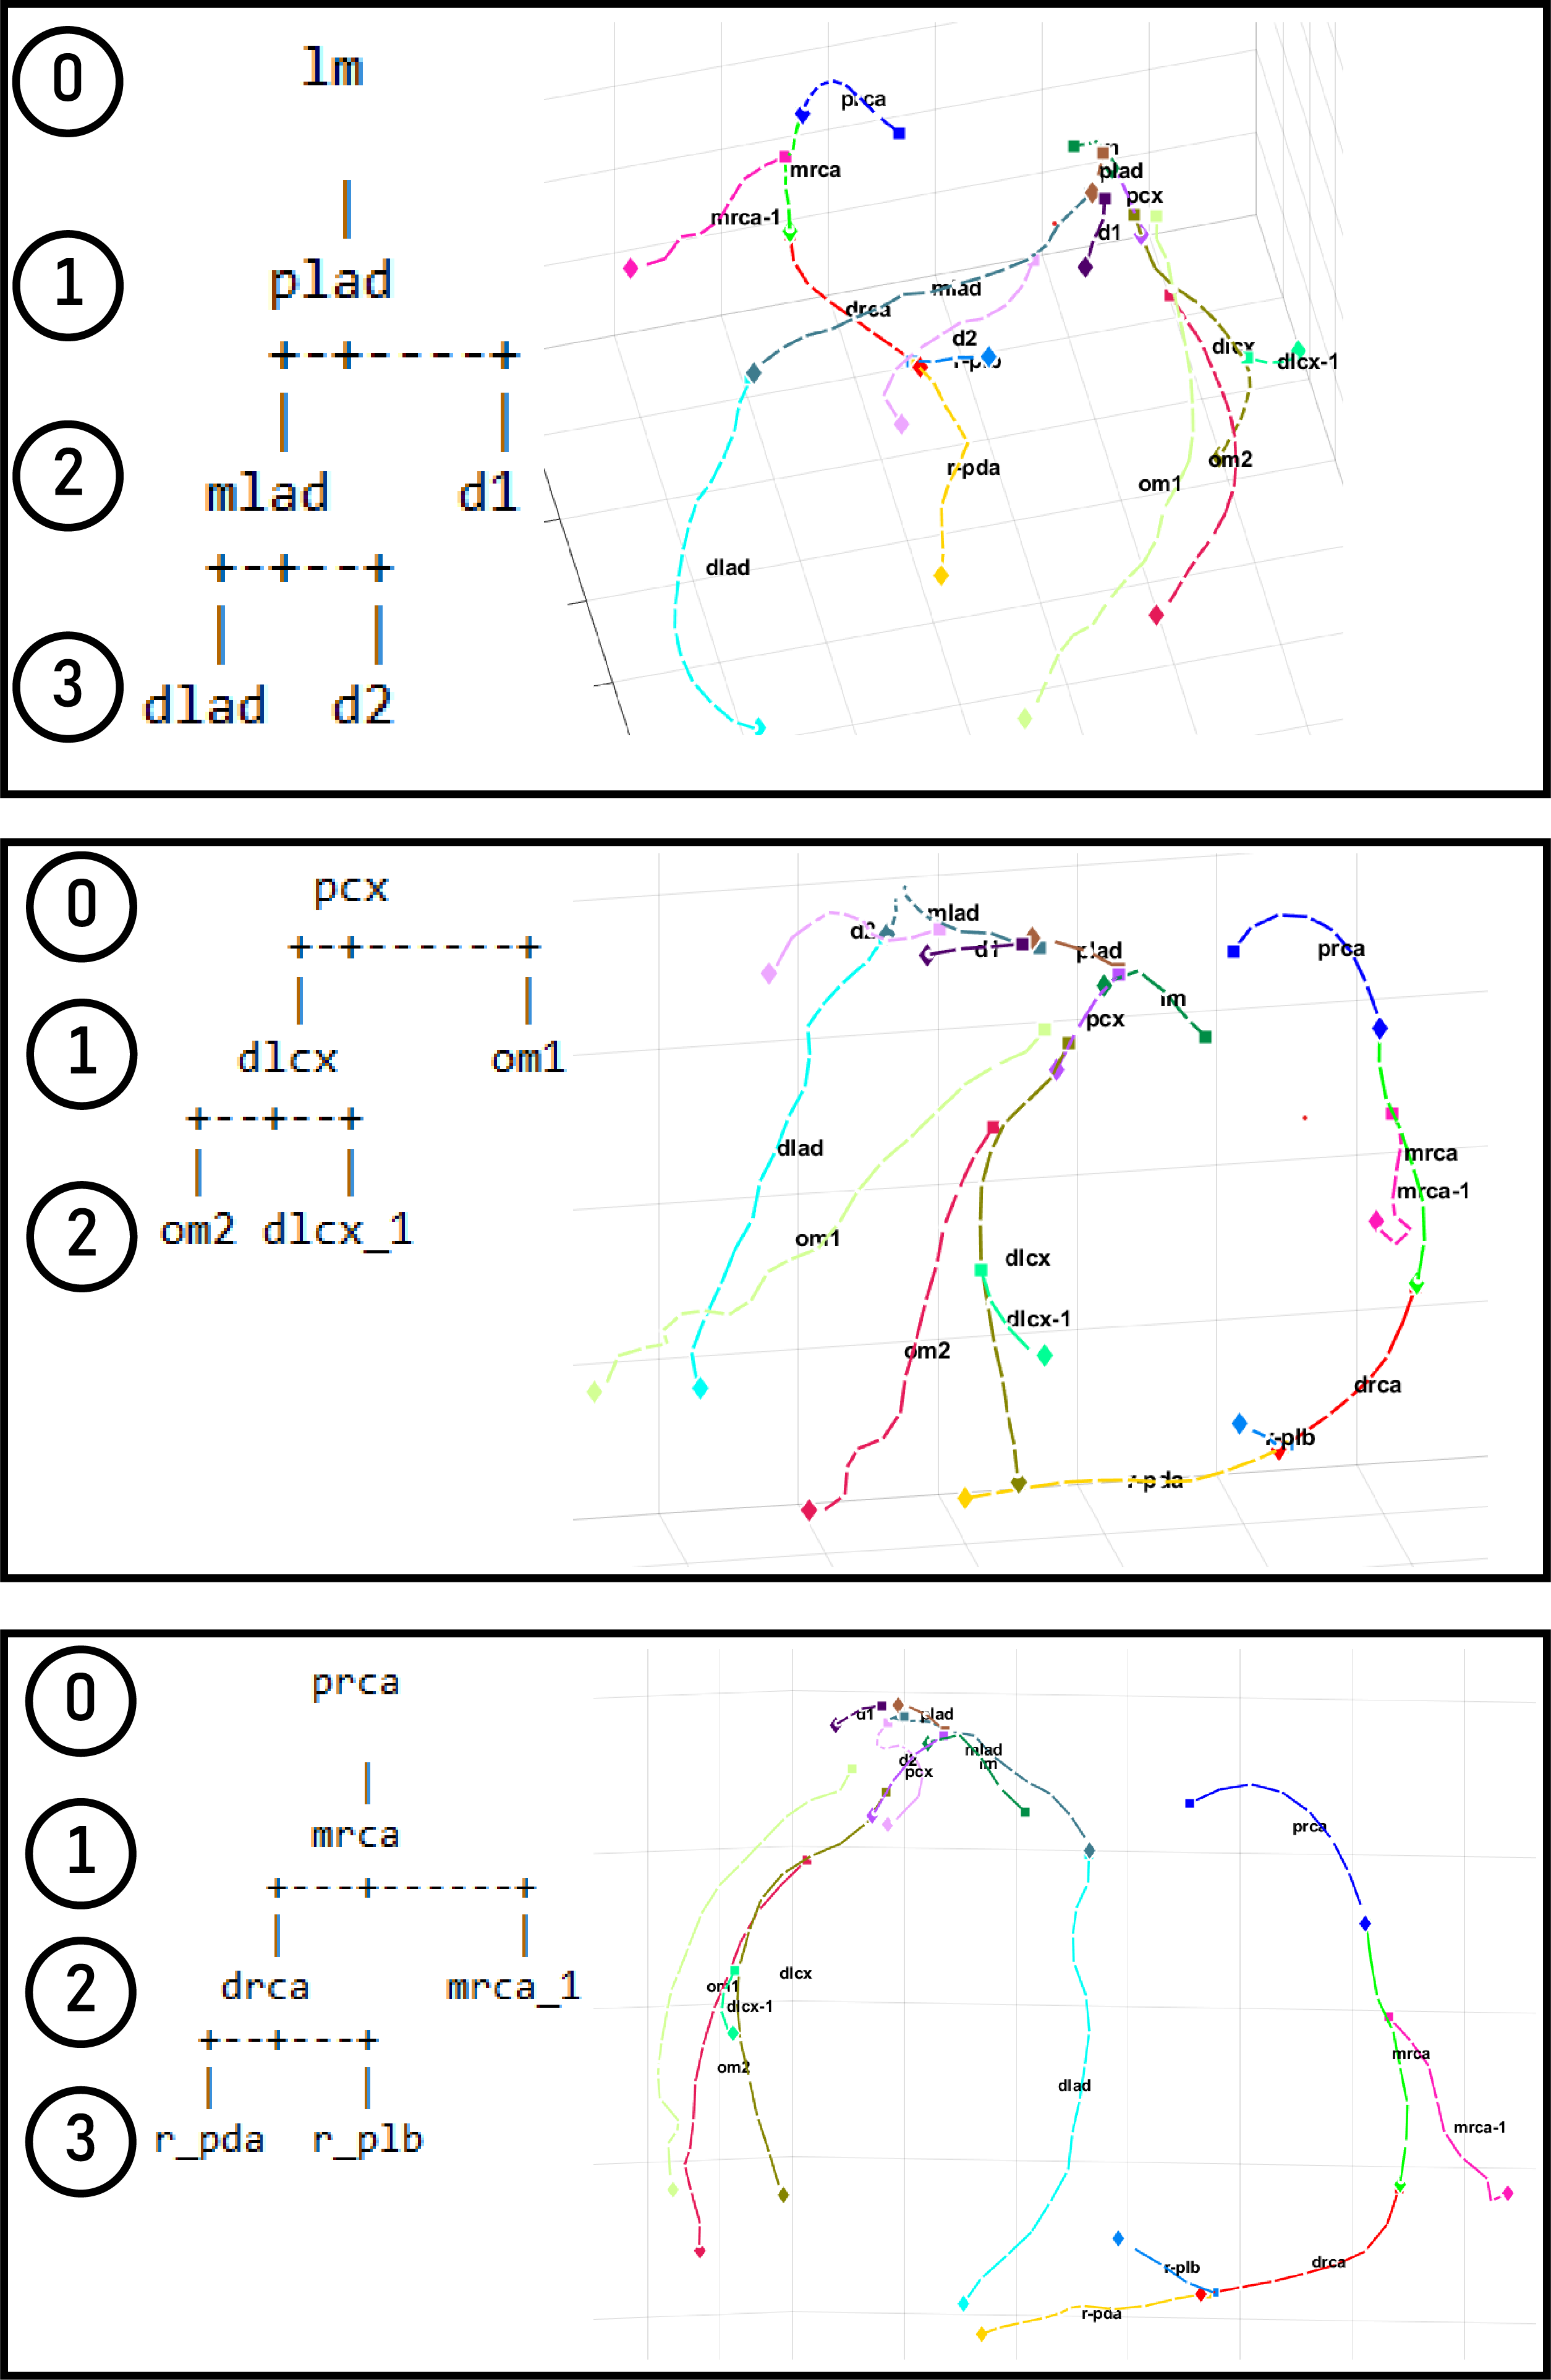 0 lm
1 plad
+-+-----+
2 mlad d1
+-+--+
3 dlad d2
prca
mrca
mrca-1
plad
pcx
d1
mlad
drca
d2
dlcx-1
om2
r-pda
om1
dlad
0 pcx
+-+------+
1 dlcx om1
+--+--+
2 om2 dlcx_1
mlad
d2
d1
plad
prca
lm
pcx
mrca
dlad
mrca-1
om1
dlcx
dlcx-1
om2
drca
r-plb
r-pda
0 prca
1 mrca
+---+------+
2 drca mrca_1
+--+---+
3 r_pda r_plb
d1
plad
mlad
d2
lm
pcx
prca
dlcx
om1
dlcx-1
mrca
om2
dlad
mrca-1
drca
r-plb
r-pda